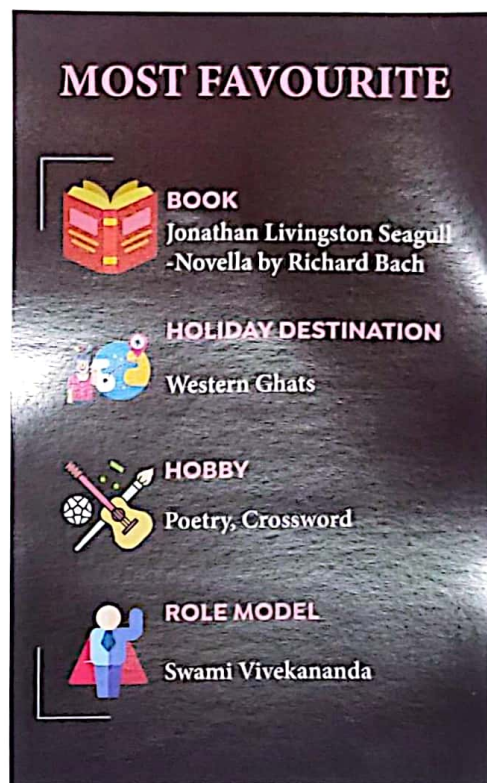 MOST FAVOURITE
BOOK
Jonathan Livingston Seagull
-Novella by Richard Bach
HOLIDAY DESTINATION
Western Ghats
HOBBY
Poetry, Crossword
ROLE MODEL
Swami Vivekananda